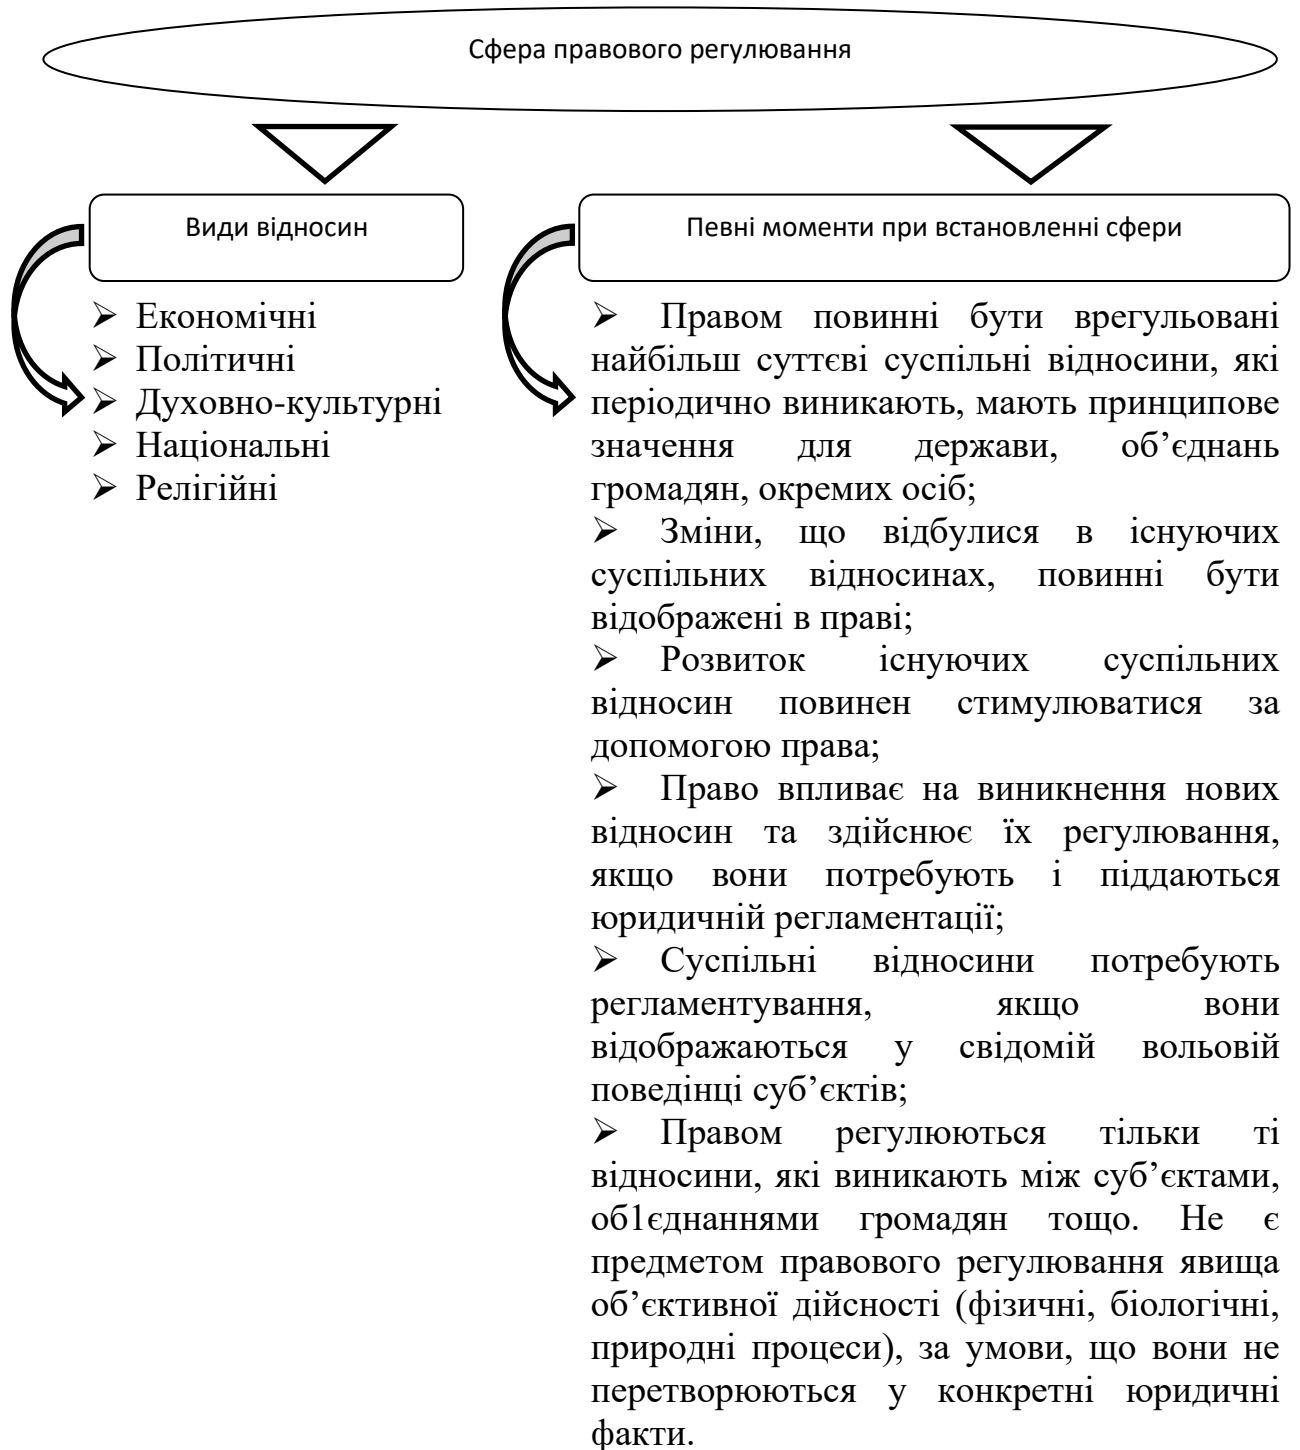 Сфера правового регулювання
Види відносин
Економічні
Політичні
Духовно-культурні
Національні
Релігійні
Певні моменти при встановленні сфери
Правом повинні бути врегульовані
найбільш суттєві суспільні відносини, які
періодично виникають, мають принципове
значення для держави, об’єднань
громадян, окремих осіб;
Зміни, що відбулися в існуючих
суспільних відносинах, повинні бути
відображені в праві;
Розвиток існуючих суспільних
відносин повинен стимулюватися за
допомогою права;
Право впливає на виникнення нових
відносин та здійснює їх регулювання,
якщо вони потребують і піддаються
юридичній регламентації;
Суспільні відносини потребують
регламентування, якщо вони
відображаються у свідомій вольовій
поведінці суб’єктів;
Правом регулюються тільки ті
відносини, які виникають між суб’єктами,
об1єднаннями громадян тощо. Не є
предметом правового регулювання явища
об’єктивної дійсності (фізичні, біологічні,
природні процеси), за умови, що вони не
перетворюються у конкретні юридичні
факти.